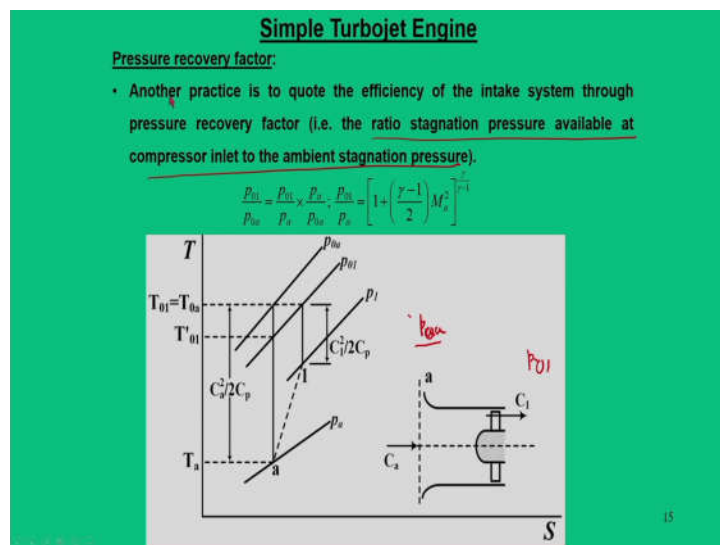 Simple Turbojet Engine
Pressure recovery factor:
• Another practice is to quote the efficiency of the intake system through
pressure recovery factor (i.e. the ratio stagnation pressure available at
compressor inlet to the ambient stagnation pressure).
p₀₁/p₀ₐ = p₀₁/pₐ × pₐ/p₀ₐ; p₀₁/pₐ = [1+((γ−1)/2)Mₐ²]^(γ/(γ−1))
T
p₀ₐ
p₀₁
T₀₁=T₀ₐ
p₁
T'₀₁
C₁²/2Cₚ
p₀ₐ
p₀₁
1
a
Cₐ²/2Cₚ
C₁
pₐ
Cₐ
Tₐ
a
15
S